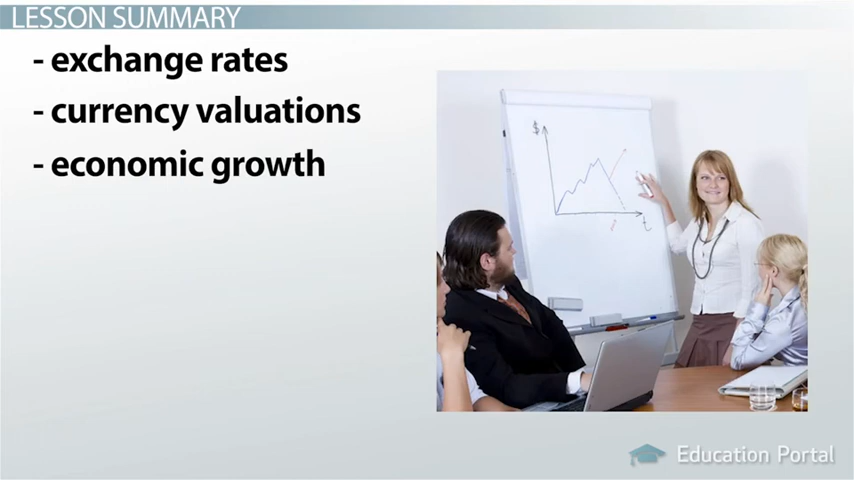 LESSON SUMMARY
- exchange rates
- currency valuations
- economic growth
$
t
Education Portal